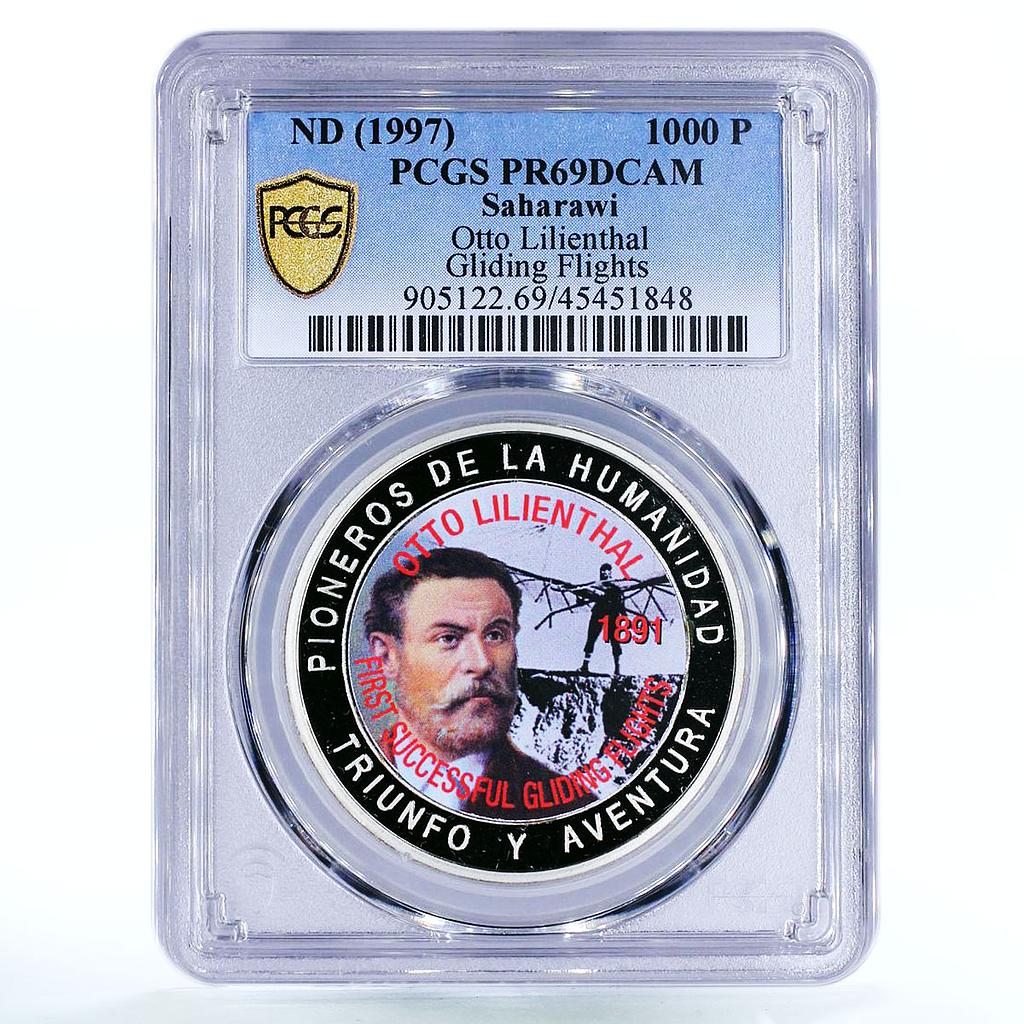 ND (1997) 1000 P
PCGS PR69DCAM
PCGS
Saharawi
Otto Lilienthal
Gliding Flights
905122.69/45451848
PIONEROS DE LA HUMANIDAD
OTTO LILIENTHAL
1891
FIRST SUCCESSFUL GLIDING FLIGHTS
TRIUNFO Y AVENTURA